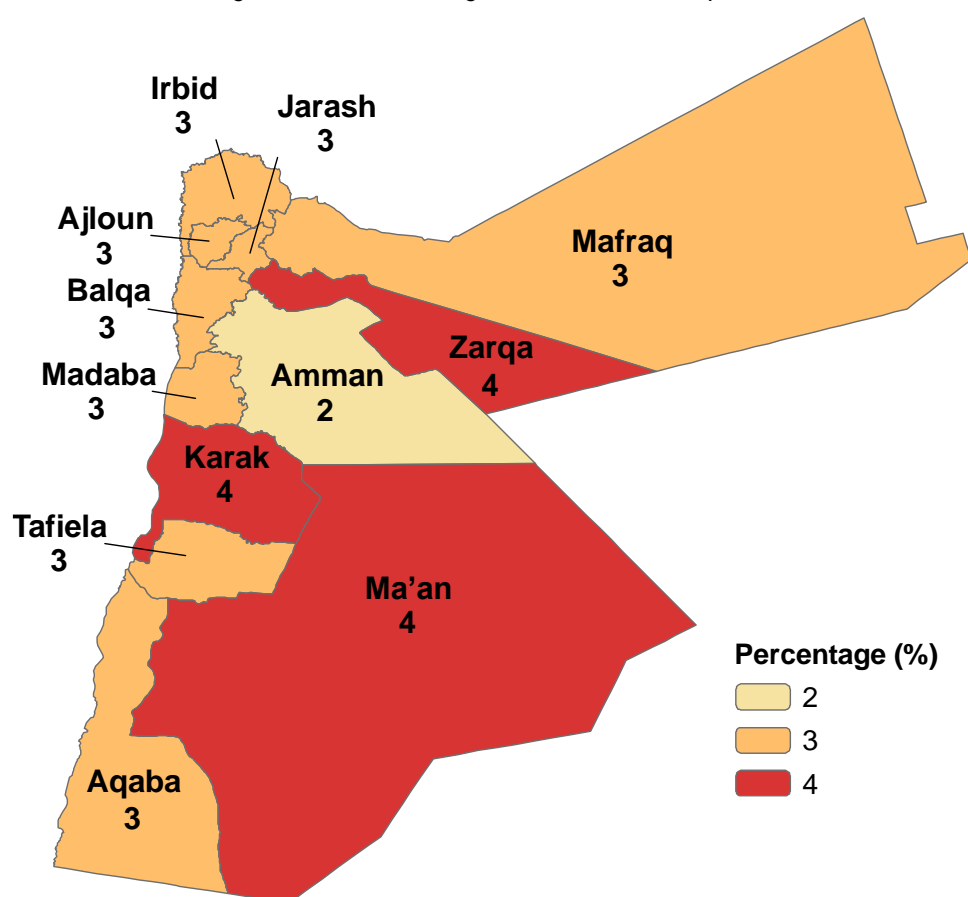 Irbid
3
Jarash
3
Ajloun
3
Mafraq
3
Balqa
3
Zarqa
4
Madaba
3
Amman
2
Karak
4
Tafiela
3
Ma’an
4
Percentage (%)
2
3
4
Aqaba
3